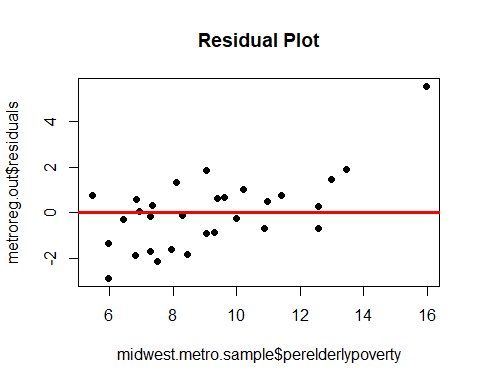 Residual Plot
metroreg.out$residuals
4
2
0
-2
6 8 10 12 14 16
midwest.metro.sample$perelderlypoverty